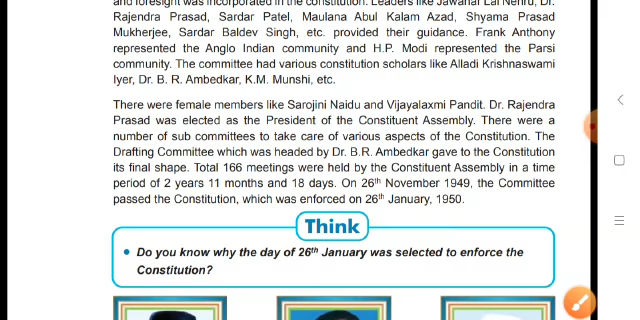 and foresight was incorporated in the constitution. Leaders like Jawahar Lal Nehru, Dr.
Rajendra Prasad, Sardar Patel, Maulana Abul Kalam Azad, Shyama Prasad
Mukherjee, Sardar Baldev Singh, etc. provided their guidance. Frank Anthony
represented the Anglo Indian community and H.P. Modi represented the Parsi
community. The committee had various constitution scholars like Alladi Krishnaswami
Iyer, Dr. B. R. Ambedkar, K.M. Munshi, etc.
There were female members like Sarojini Naidu and Vijayalaxmi Pandit. Dr. Rajendra
Prasad was elected as the President of the Constituent Assembly. There were a
number of sub committees to take care of various aspects of the Constitution. The
Drafting Committee which was headed by Dr. B.R. Ambedkar gave to the Constitution
its final shape. Total 166 meetings were held by the Constituent Assembly in a time
period of 2 years 11 months and 18 days. On 26th November 1949, the Committee
passed the Constitution, which was enforced on 26th January, 1950.
Think
• Do you know why the day of 26th January was selected to enforce the
Constitution?